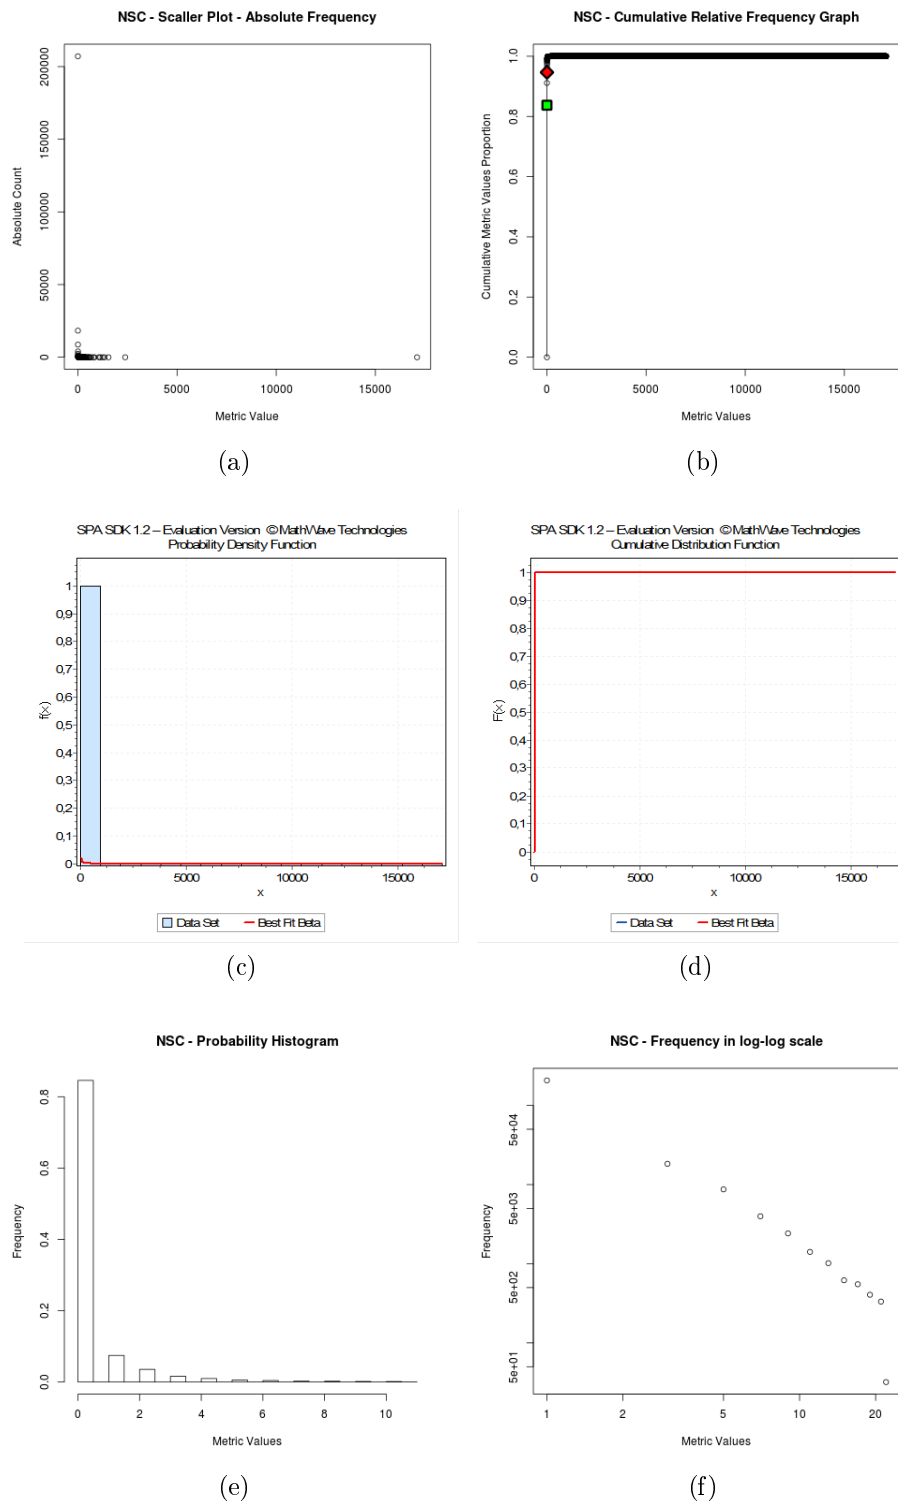 NSC - Scaller Plot - Absolute Frequency
Absolute Count
0
50000
100000
150000
200000
0 5000 10000 15000
Metric Value
(a)
NSC - Cumulative Relative Frequency Graph
Cumulative Metric Values Proportion
0.0
0.2
0.4
0.6
0.8
1.0
0 5000 10000 15000
Metric Values
(b)
SPA SDK 1.2 – Evaluation Version © MathWave Technologies
Probability Density Function
f(x)
1
0,9
0,8
0,7
0,6
0,5
0,4
0,3
0,2
0,1
0
0 5000 10000 15000
x
Data Set Best Fit Beta
(c)
SPA SDK 1.2 – Evaluation Version © MathWave Technologies
Cumulative Distribution Function
F(x)
1
0,9
0,8
0,7
0,6
0,5
0,4
0,3
0,2
0,1
0
0 5000 10000 15000
x
Data Set Best Fit Beta
(d)
NSC - Probability Histogram
Frequency
0.0
0.2
0.4
0.6
0.8
0 2 4 6 8 10
Metric Values
(e)
NSC - Frequency in log-log scale
Frequency
5e+01
5e+02
5e+03
5e+04
1 2 5 10 20
Metric Values
(f)